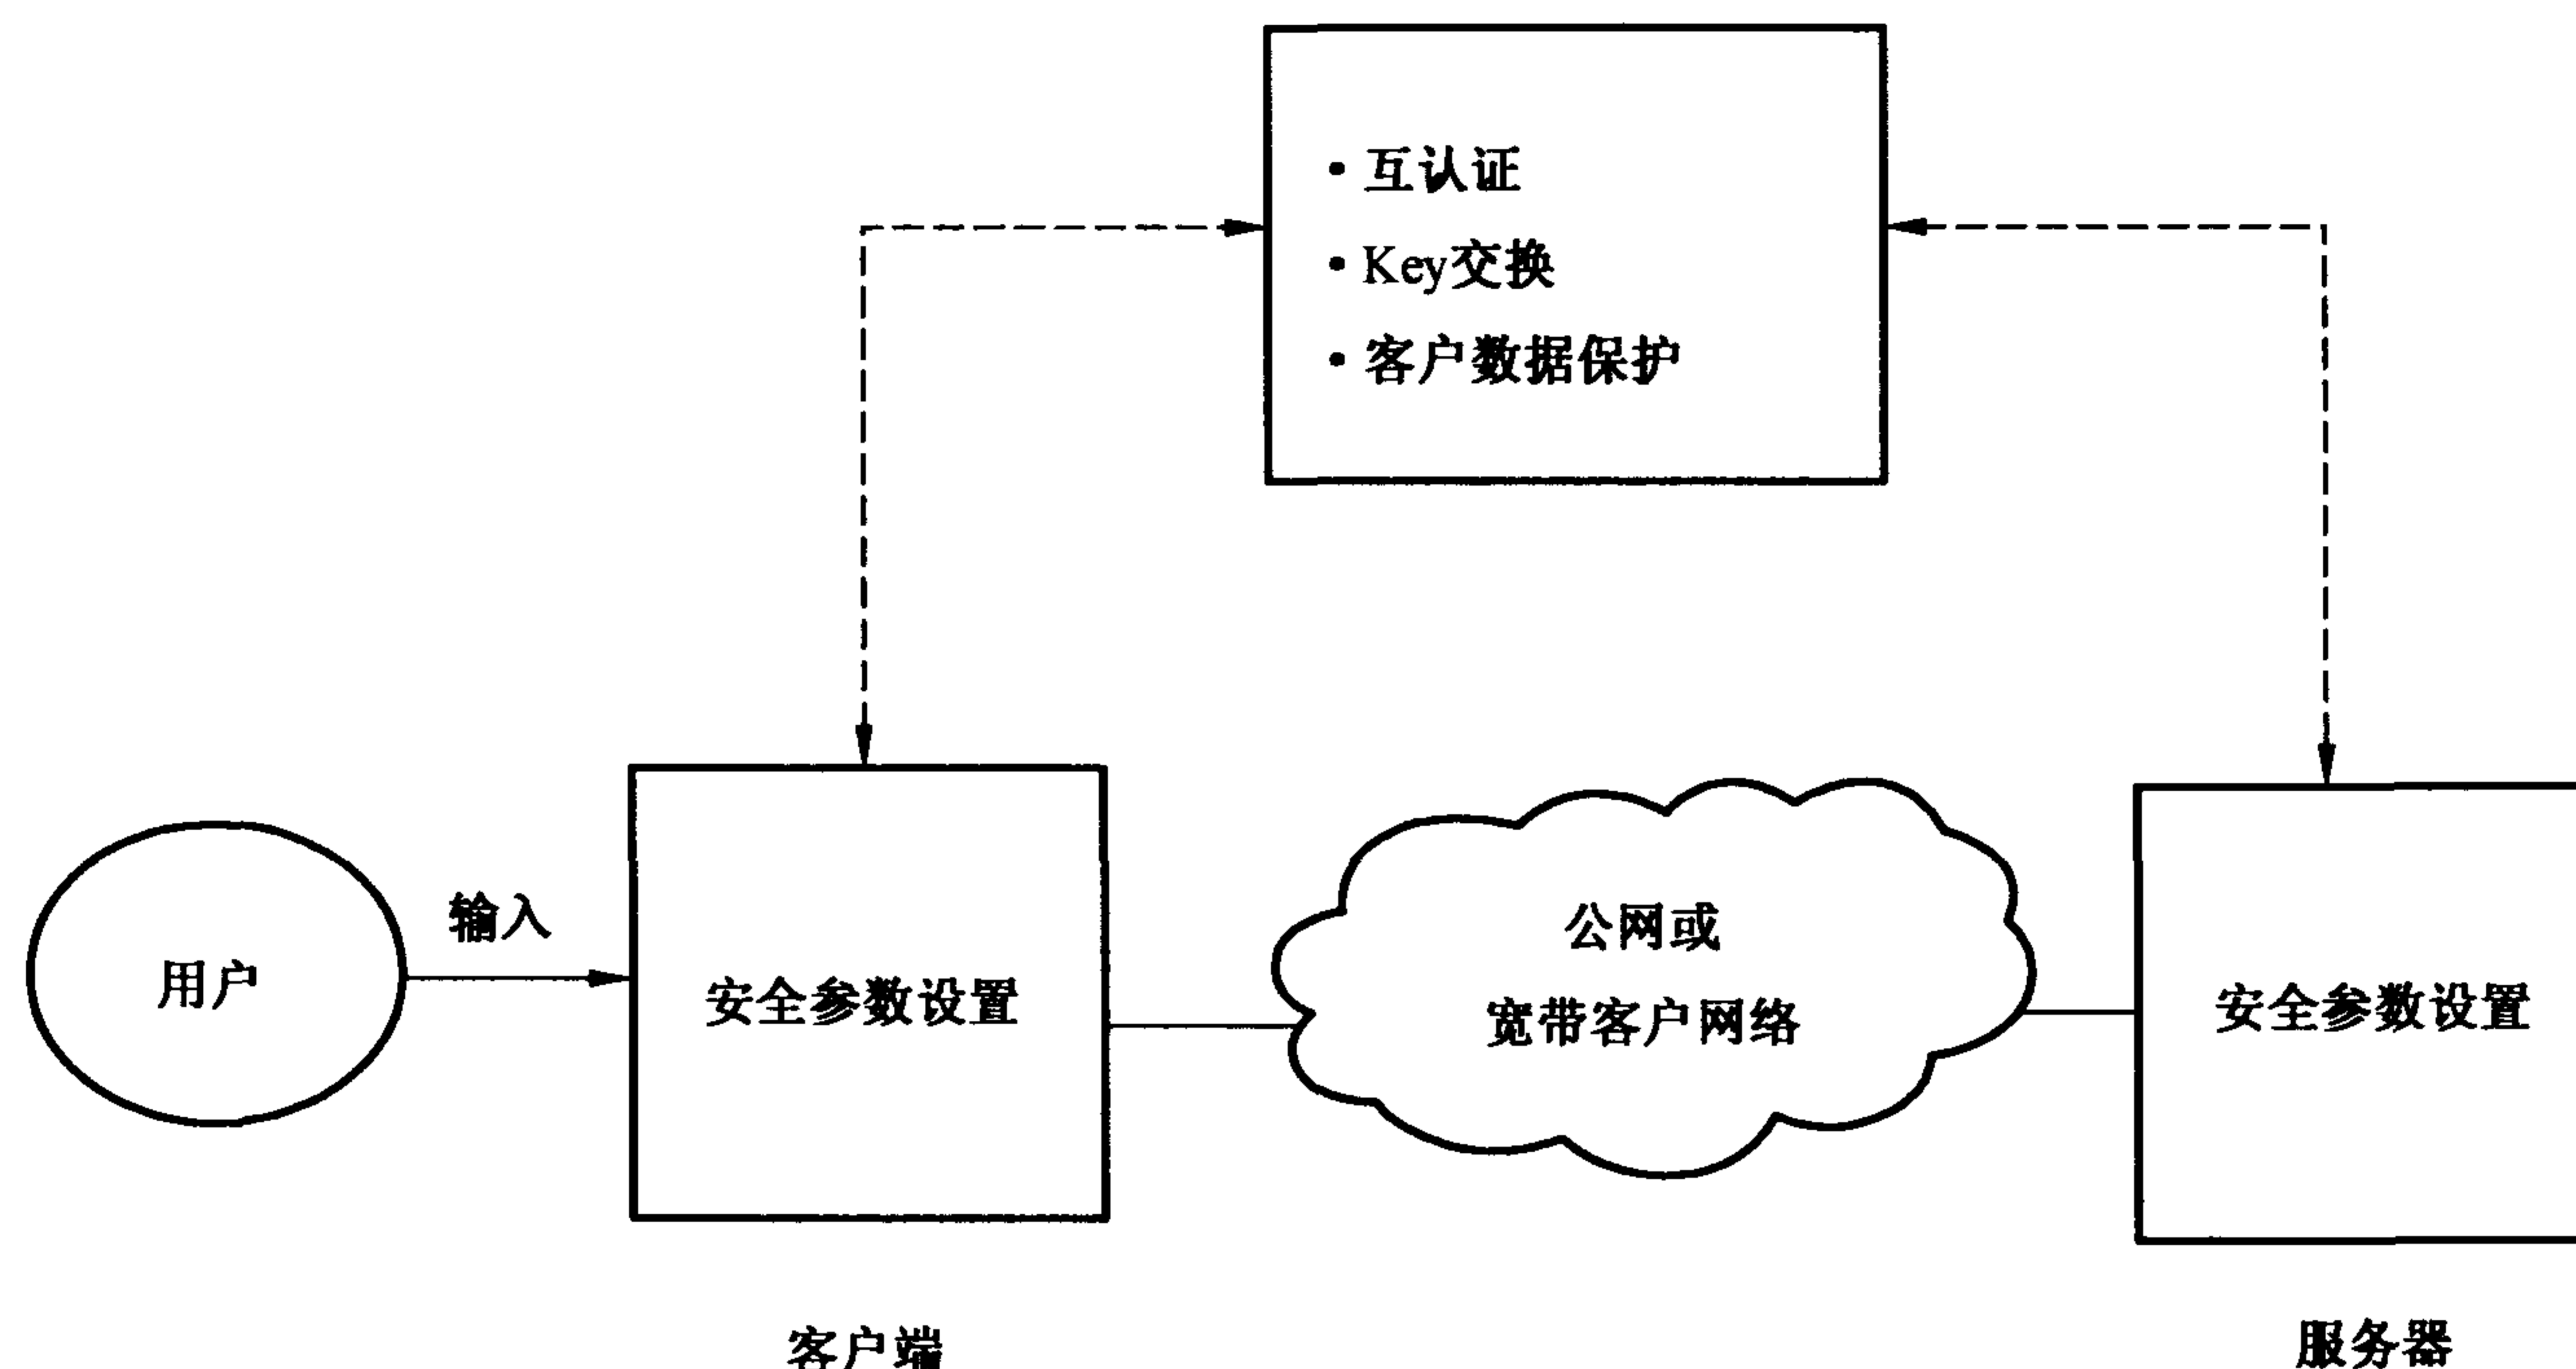 · 互认证
· Key交换
· 客户数据保护
输入
用户
安全参数设置
公网或
宽带客户网络
安全参数设置
客户端
服务器